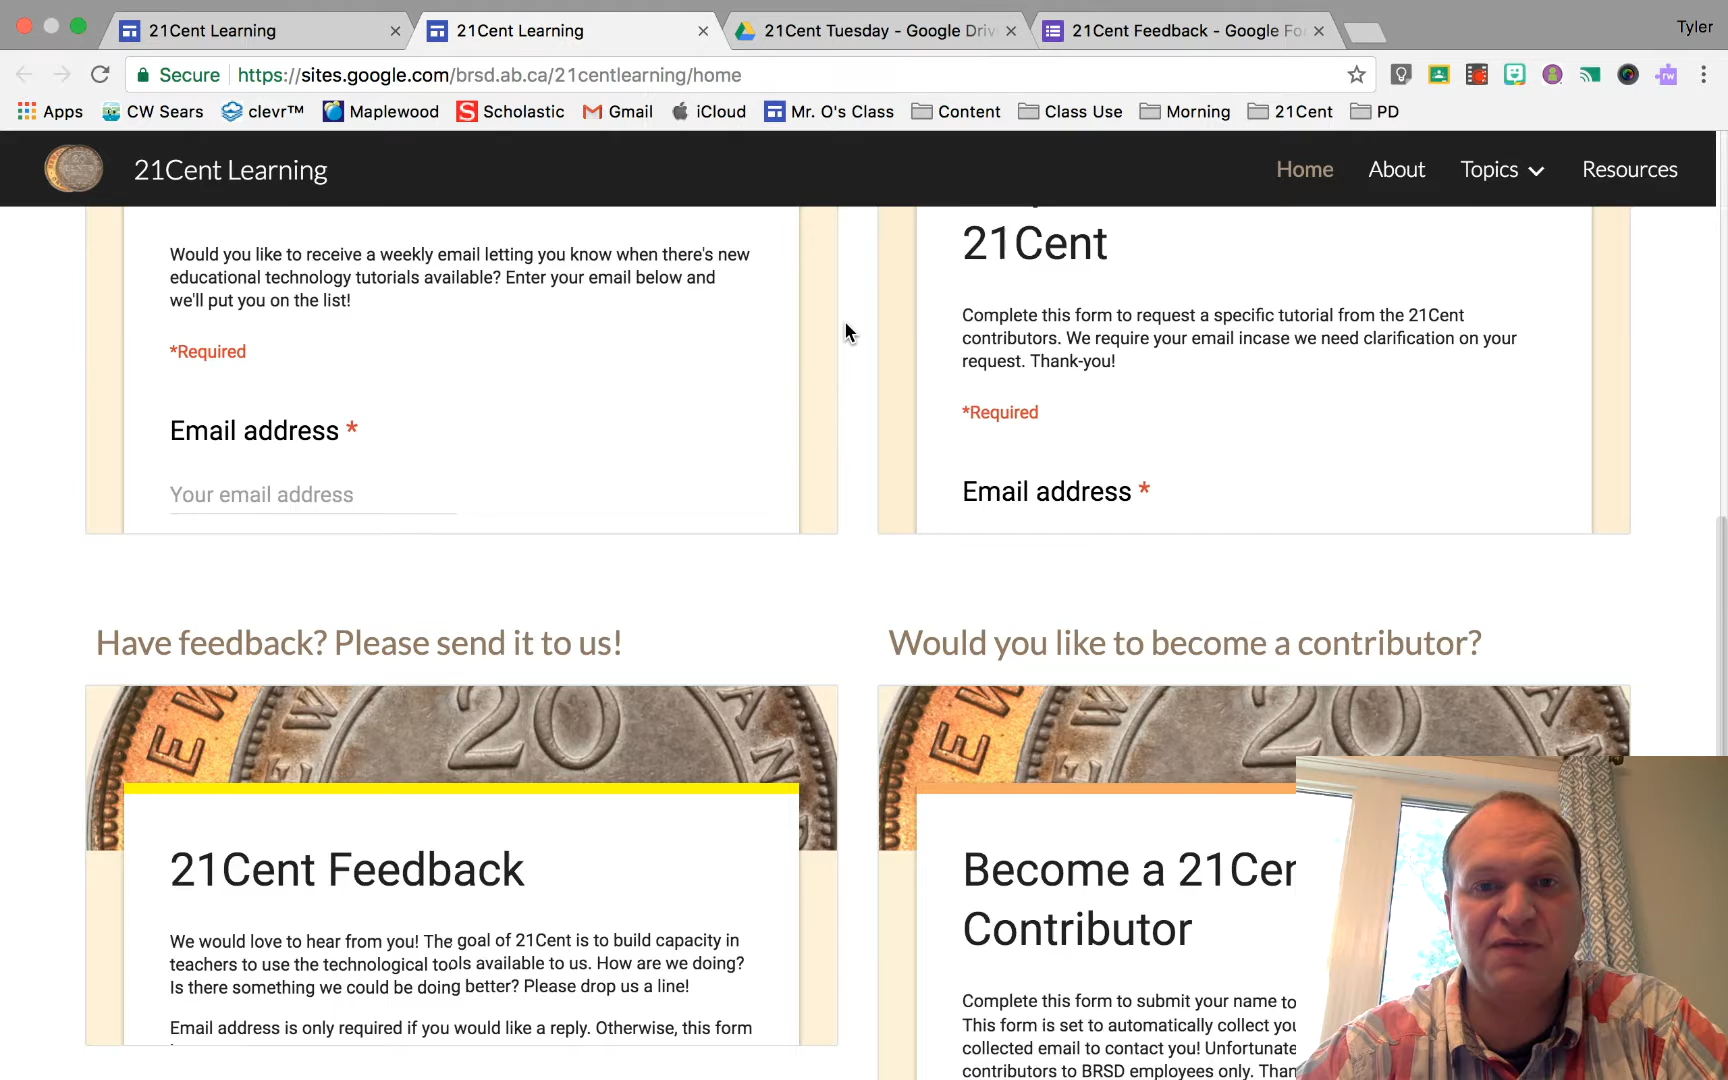 21Cent Learning
21Cent Learning
21Cent Tuesday - Google Driv
21Cent Feedback - Google Fo
Tyler
Secure
https://sites.google.com/brsd.ab.ca/21centlearning/home
Apps
CW Sears
clevr™
Maplewood
S Scholastic
Gmail
iCloud
Mr. O's Class
Content
Class Use
Morning
21Cent
PD
21Cent Learning
Home
About
Topics
Resources
Would you like to receive a weekly email letting you know when there's new
educational technology tutorials available? Enter your email below and
we'll put you on the list!
*Required
Email address *
Your email address
21Cent
Complete this form to request a specific tutorial from the 21Cent
contributors. We require your email incase we need clarification on your
request. Thank-you!
*Required
Email address *
Have feedback? Please send it to us!
20
21Cent Feedback
We would love to hear from you! The goal of 21Cent is to build capacity in
teachers to use the technological tools available to us. How are we doing?
Is there something we could be doing better? Please drop us a line!
Email address is only required if you would like a reply. Otherwise, this form
Would you like to become a contributor?
20
Become a 21Cer
Contributor
Complete this form to submit your name to
This form is set to automatically collect you
collected email to contact you! Unfortunate
contributors to BRSD employees only. Than